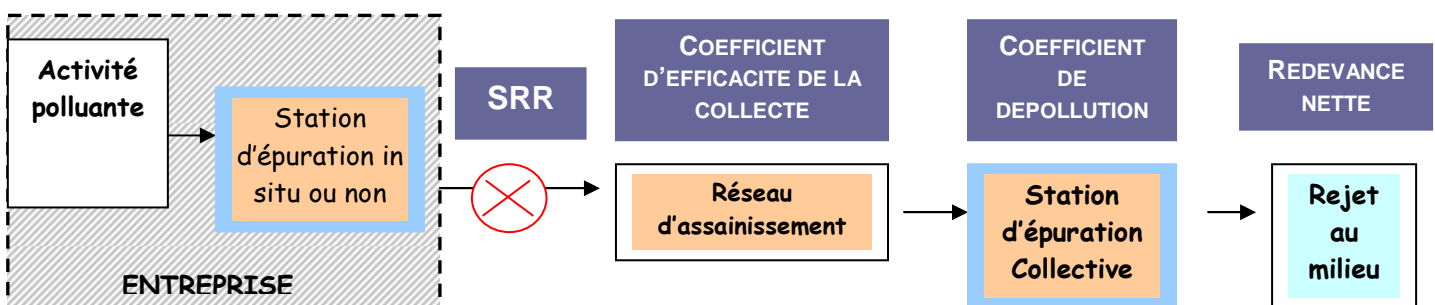 Activité
polluante
Station
d'épuration in
situ ou non
ENTREPRISE
SRR
COEFFICIENT
D'EFFICACITE DE LA
COLLECTE
Réseau
d'assainissement
COEFFICIENT
DE
DEPOLLUTION
Station
d'épuration
Collective
REDEVANCE
NETTE
Rejet
au
milieu